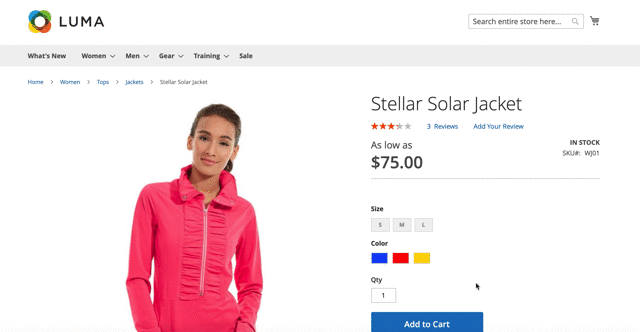 LUMA
Search entire store here...
What's New Women Men Gear Training Sale
Home > Women > Tops > Jackets > Stellar Solar Jacket
Stellar Solar Jacket
3 Reviews Add Your Review
As low as
$75.00
IN STOCK
SKU#: WJ01
Size
S M L
Color
Qty
1
Add to Cart